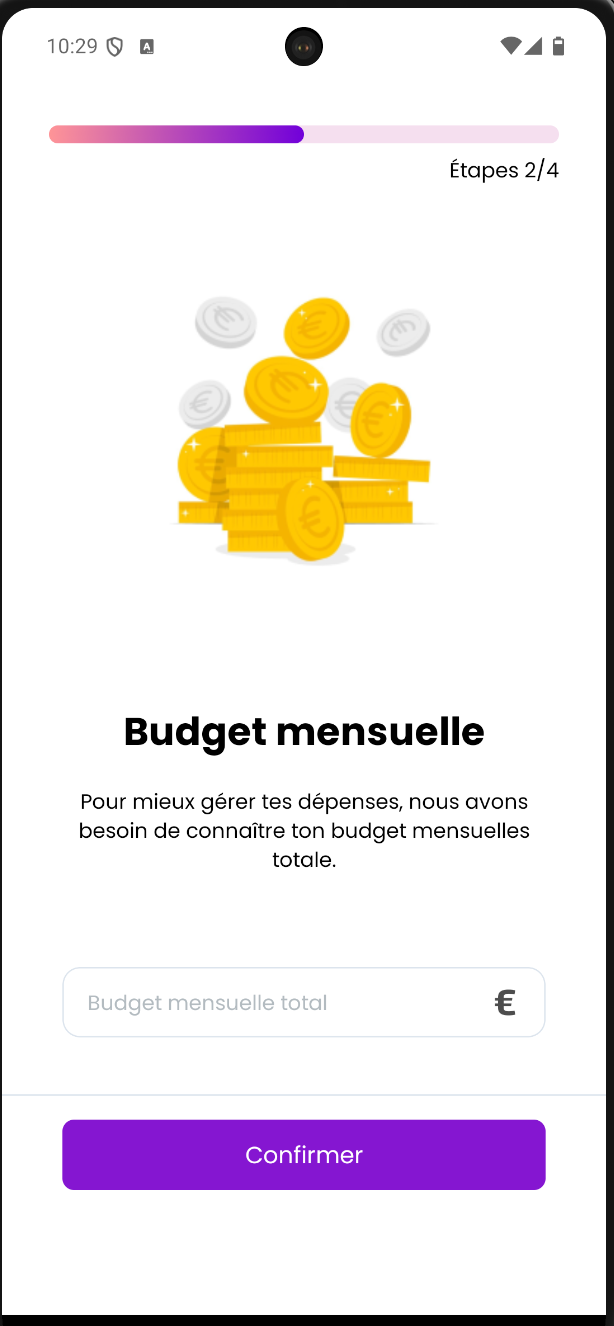 10:29
A
Étapes 2/4
Budget mensuelle
Pour mieux gérer tes dépenses, nous avons
besoin de connaître ton budget mensuelles
totale.
Budget mensuelle total €
Confirmer